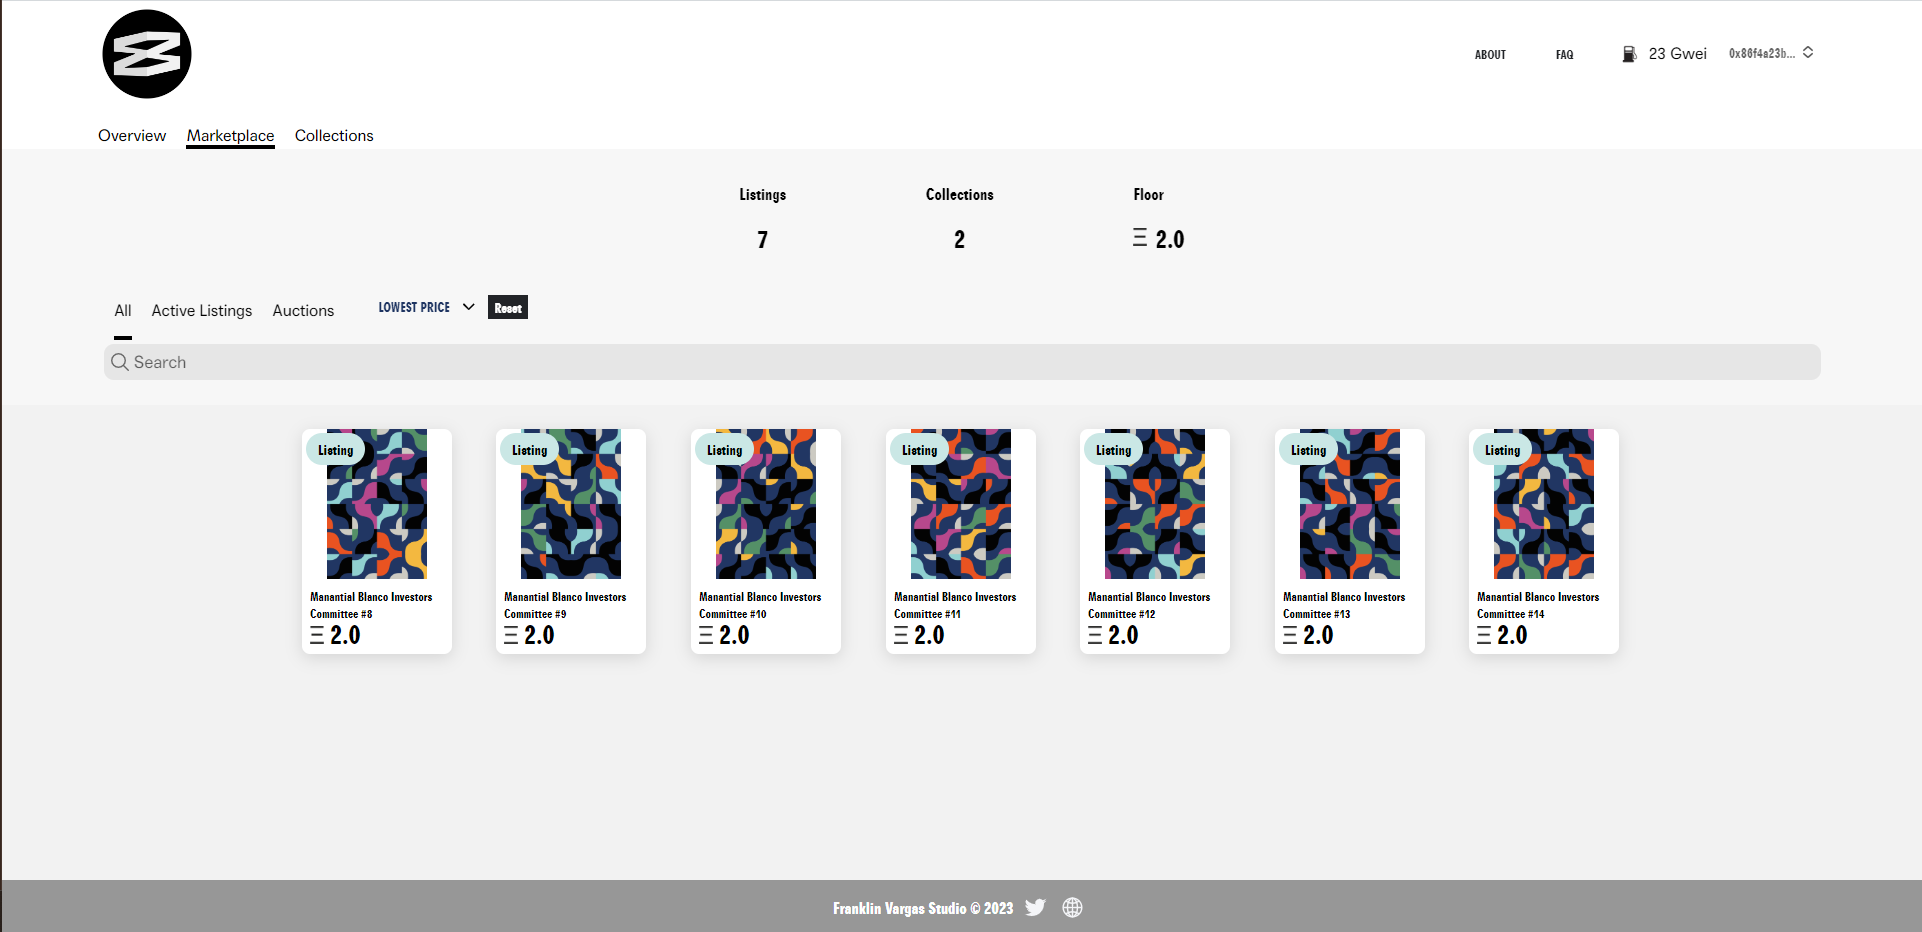 ABOUT
FAQ
23 Gwei
0x86f4a23b...
Overview
Marketplace
Collections
Listings
Collections
Floor
7
2
Ξ 2.0
All
Active Listings
Auctions
LOWEST PRICE
Reset
Search
Listing
Manantial Blanco Investors
Committee #8
Ξ 2.0
Listing
Manantial Blanco Investors
Committee #9
Ξ 2.0
Listing
Manantial Blanco Investors
Committee #10
Ξ 2.0
Listing
Manantial Blanco Investors
Committee #11
Ξ 2.0
Listing
Manantial Blanco Investors
Committee #12
Ξ 2.0
Listing
Manantial Blanco Investors
Committee #13
Ξ 2.0
Listing
Manantial Blanco Investors
Committee #14
Ξ 2.0
Franklin Vargas Studio © 2023